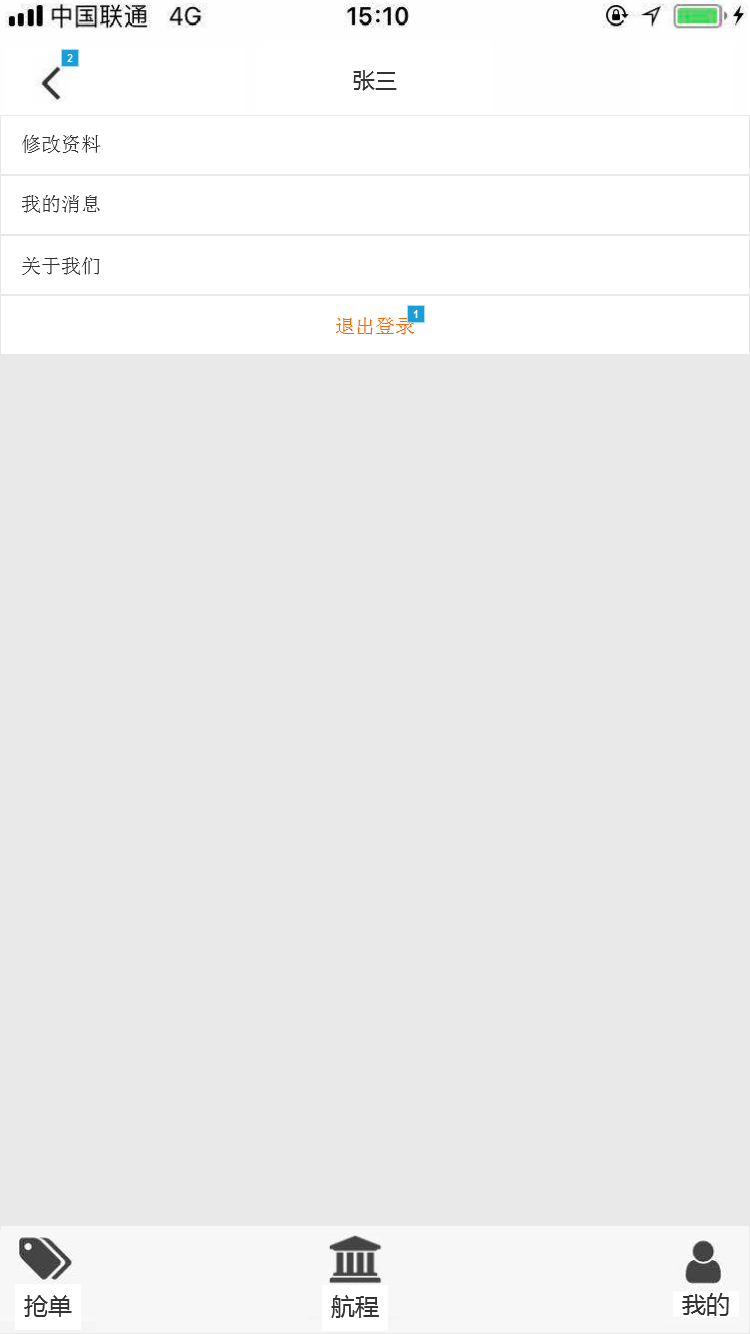 中国联通 4G 15:10
2
张三
修改资料
我的消息
关于我们
退出登录 1
抢单 航程 我的